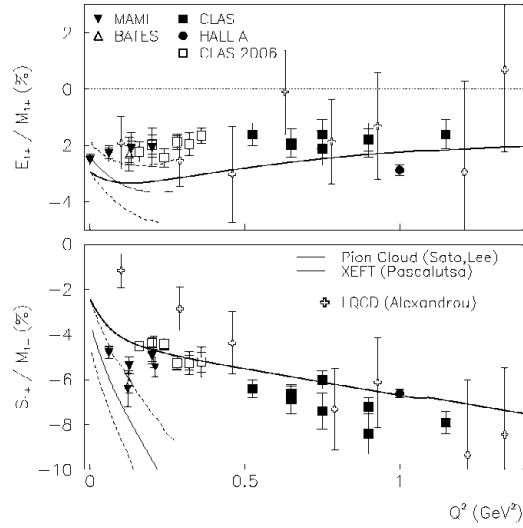 MAMI
BATES
CLAS
HALL A
CLAS 2006
E₁₊ / M₁₊ (%)
2
0
−2
−4
Pion Cloud (Sato,Lee)
XEFT (Pascalutsa)
LQCD (Alexandrou)
S₁₊ / M₁₊ (%)
0
−2
−4
−6
−8
−10
0 0.5 1
Q² (GeV²)